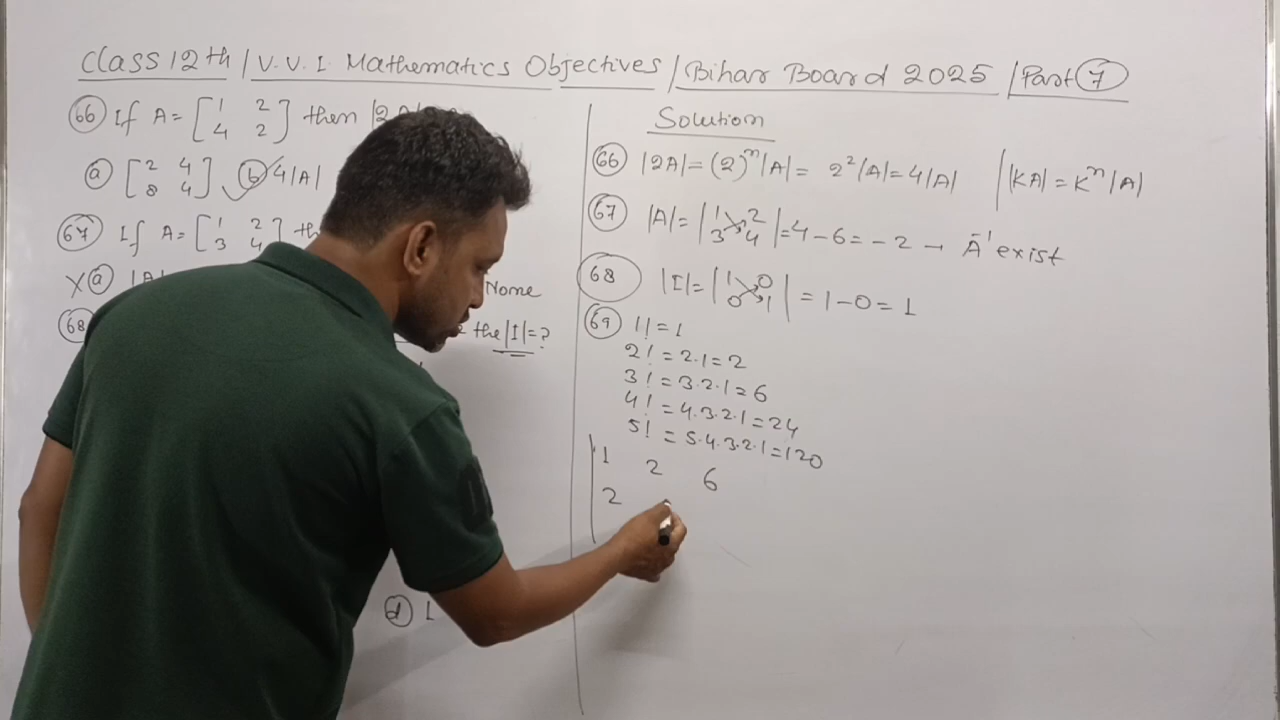 Class 12th / V.V.I. Mathematics Objectives / Bihar Board 2025 / Part 7
66 If A = [1 2 4 2] then |2A|
a [2 4 8 4] b 4|A|
67 If A = [1 2 3 4] th
X a |A| None
68 the |I| = ?
d 1
Solution
66 |2A| = (2)^n |A| = 2² |A| = 4|A| |KA| = K^n |A|
67 |A| = |1 2 3 4| = 4 - 6 = -2 → A^-1 exist
68 |I| = |1 0 0 1| = 1 - 0 = 1
69 1! = 1
2! = 2.1 = 2
3! = 3.2.1 = 6
4! = 4.3.2.1 = 24
5! = 5.4.3.2.1 = 120
1 2 6
2